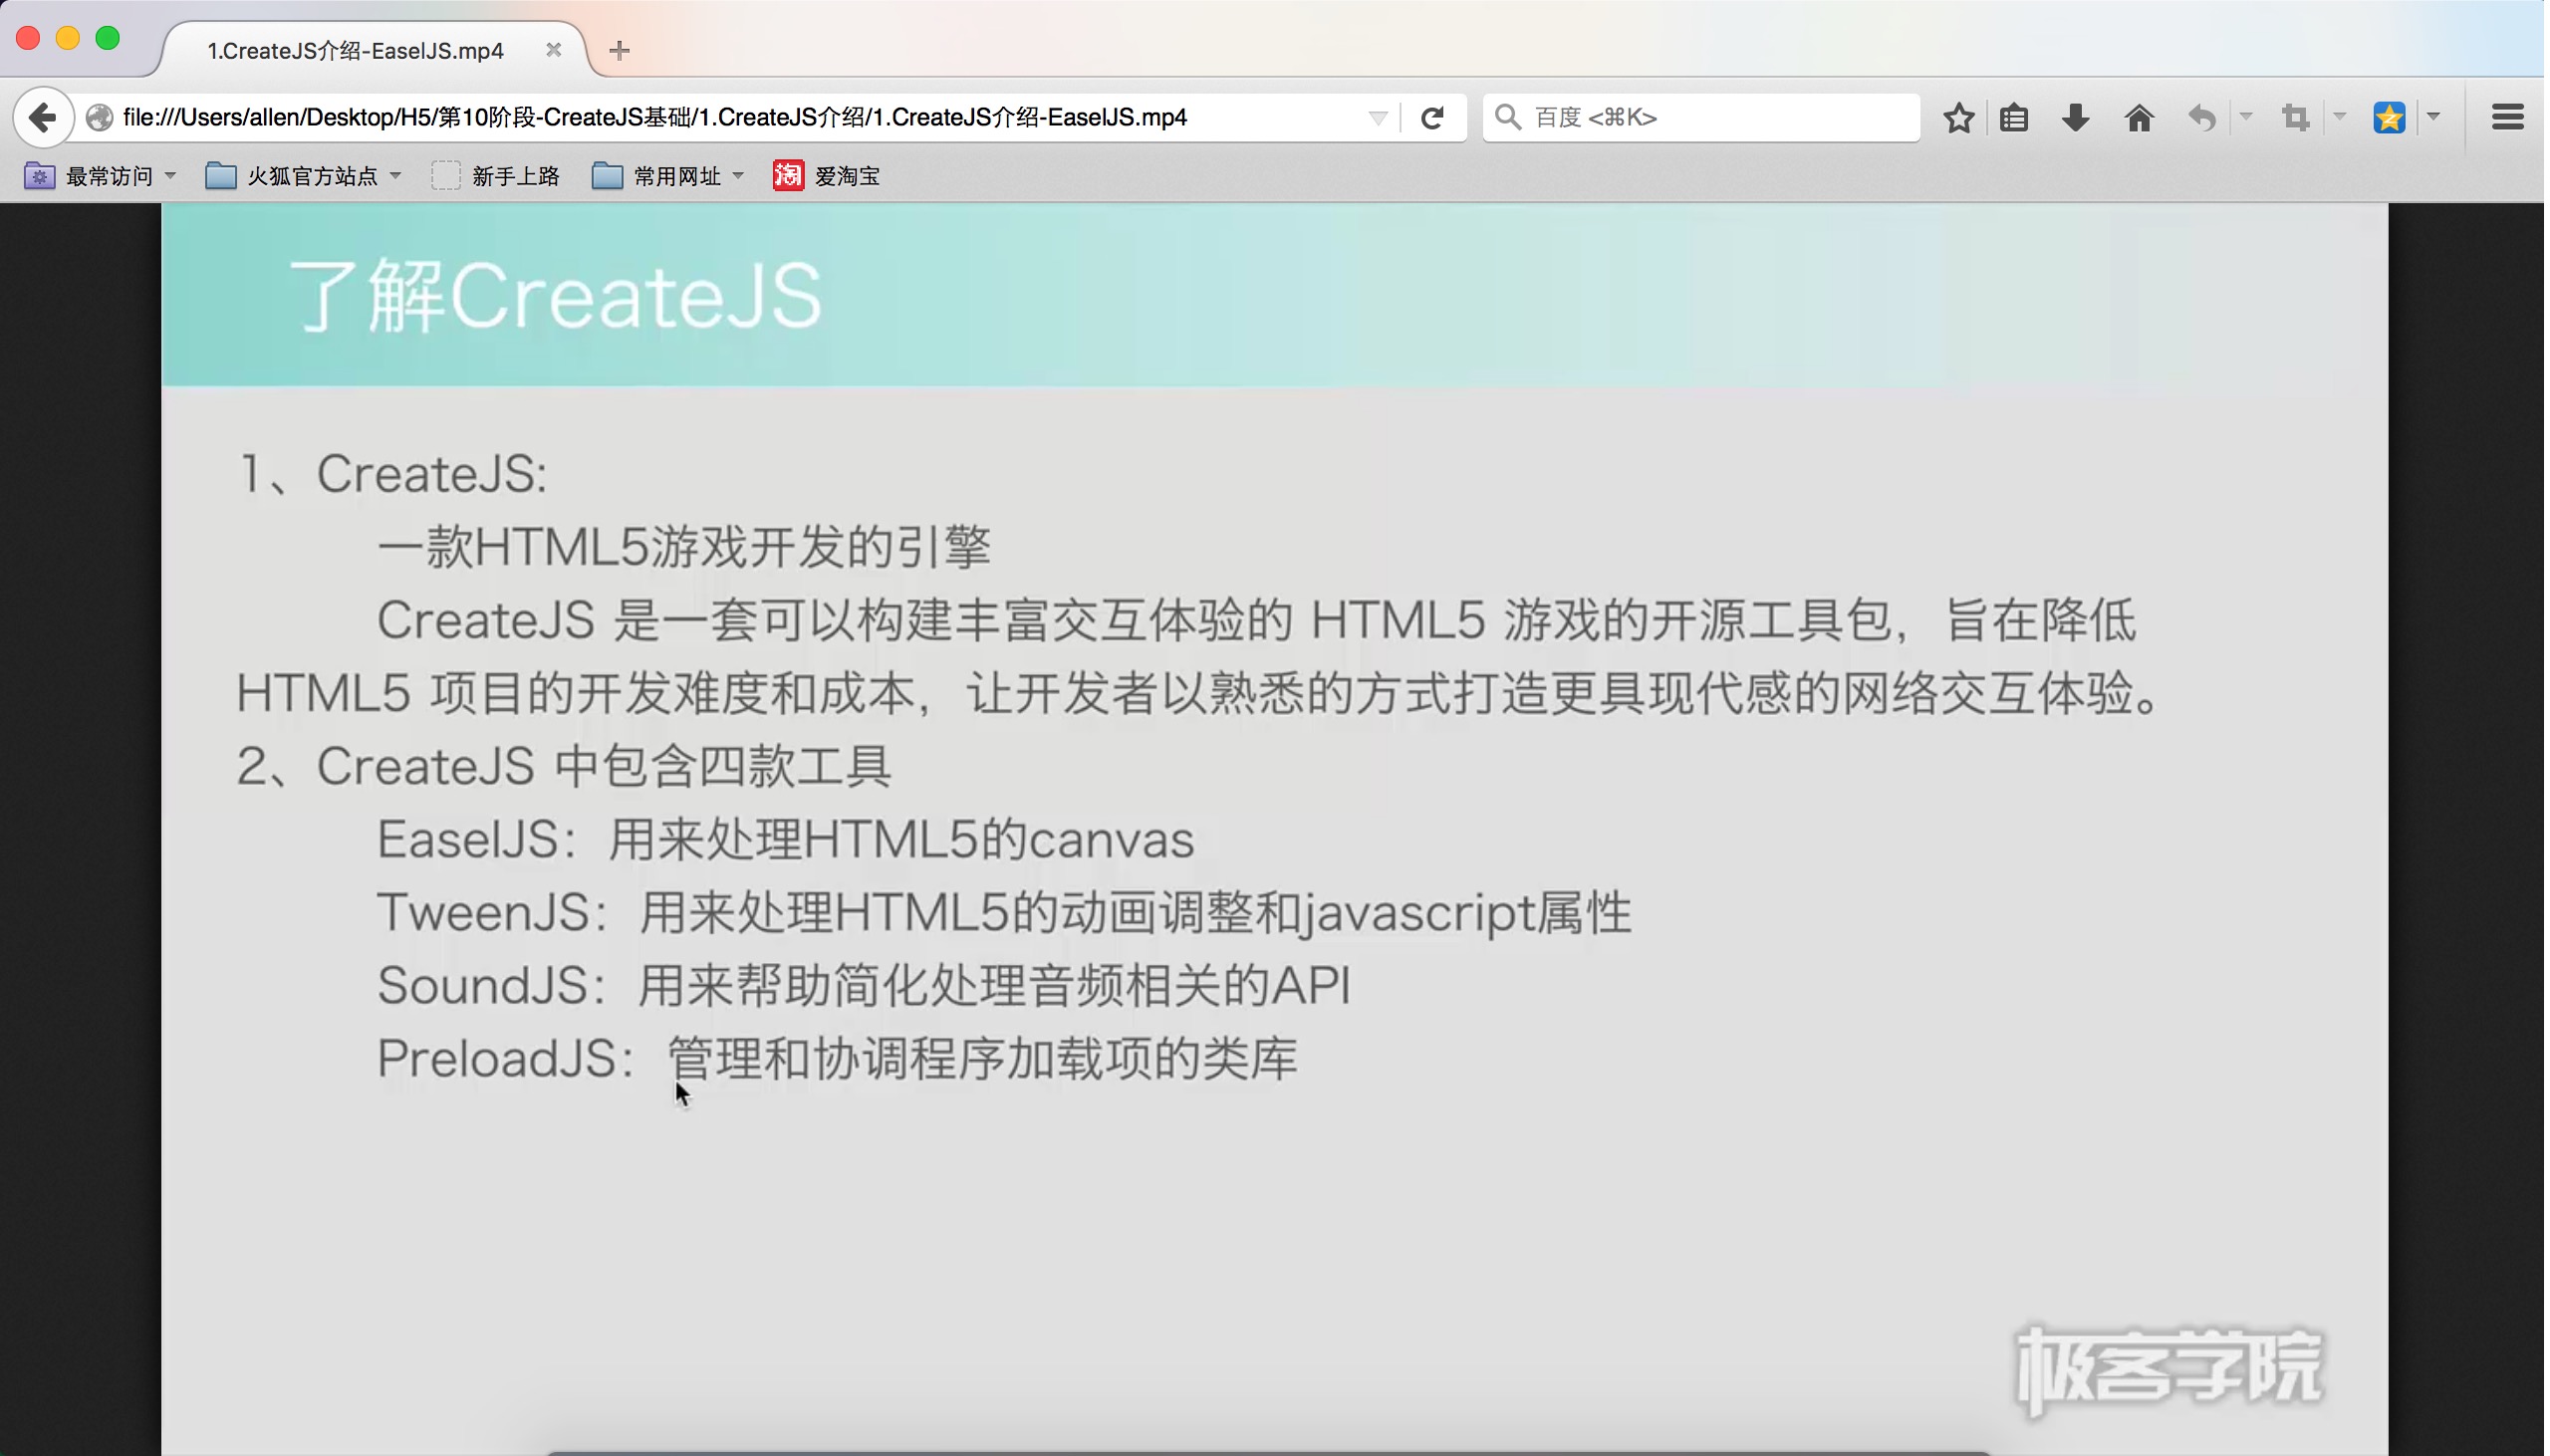 1.CreateJS介绍-EaselJS.mp4
file:///Users/allen/Desktop/H5/第10阶段-CreateJS基础/1.CreateJS介绍/1.CreateJS介绍-EaselJS.mp4
百度 <⌘K>
最常访问 火狐官方站点 新手上路 常用网址 淘 爱淘宝
了解CreateJS
1、CreateJS:
一款HTML5游戏开发的引擎
CreateJS 是一套可以构建丰富交互体验的 HTML5 游戏的开源工具包，旨在降低
HTML5 项目的开发难度和成本，让开发者以熟悉的方式打造更具现代感的网络交互体验。
2、CreateJS 中包含四款工具
EaselJS：用来处理HTML5的canvas
TweenJS：用来处理HTML5的动画调整和javascript属性
SoundJS：用来帮助简化处理音频相关的API
PreloadJS：管理和协调程序加载项的类库
极客学院